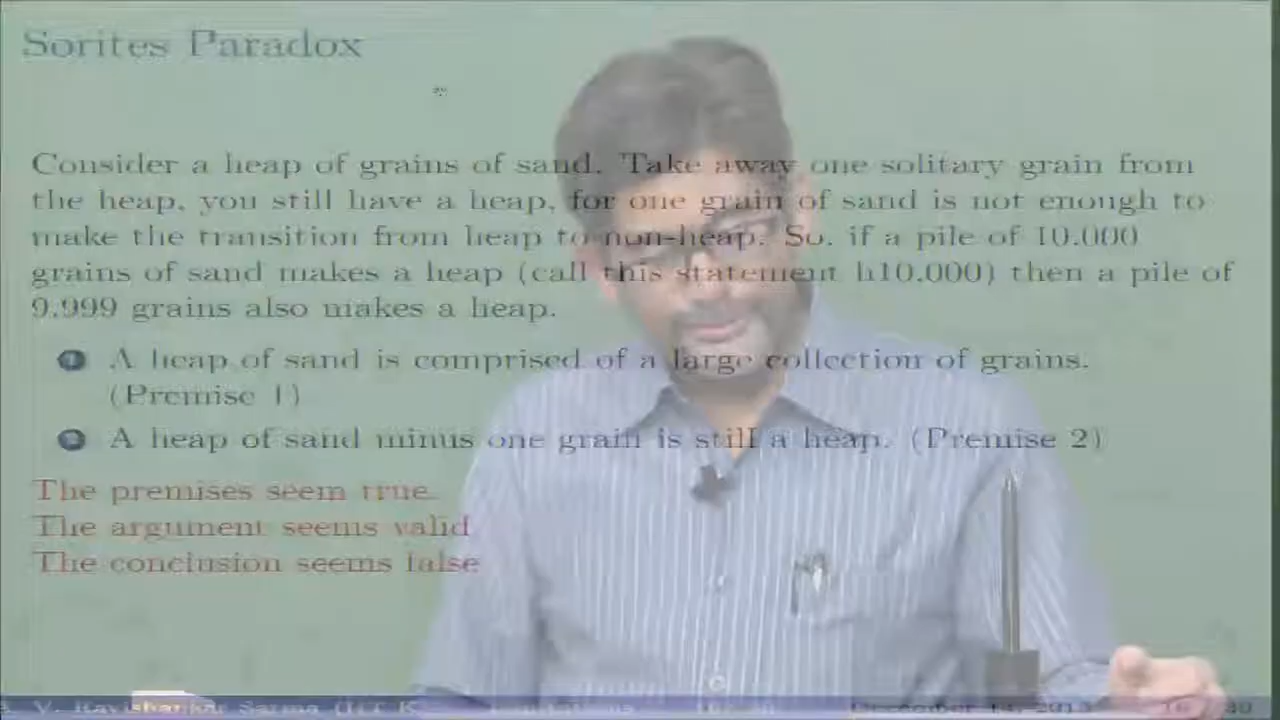 Sorites Paradox
Consider a heap of grains of sand. Take away one solitary grain from
the heap, you still have a heap, for one grain of sand is not enough to
make the transition from heap to non-heap. So, if a pile of 10.000
grains of sand makes a heap (call this statement h10.000) then a pile of
9.999 grains also makes a heap.
1 A heap of sand is comprised of a large collection of grains.
(Premise 1)
2 A heap of sand minus one grain is still a heap. (Premise 2)
The premises seem true.
The argument seems valid
The conclusion seems false
V. Ravishankar Sarma (IIT K